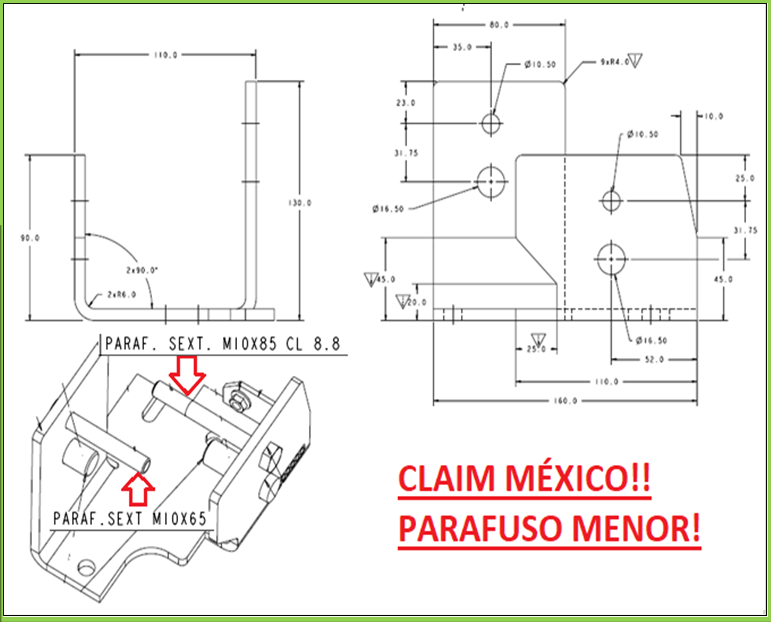 80.0
35.0
Ø10.50
9xR4.0
110.0
23.0
31.75
10.0
Ø10.50
25.0
31.75
Ø16.50
130.0
90.0
2x90.0°
2xR6.0
45.0
20.0
45.0
25.0
Ø16.50
52.0
110.0
160.0
PARAF. SEXT. M10X85 CL 8.8
PARAF.SEXT M10X65
CLAIM MÉXICO!!
PARAFUSO MENOR!